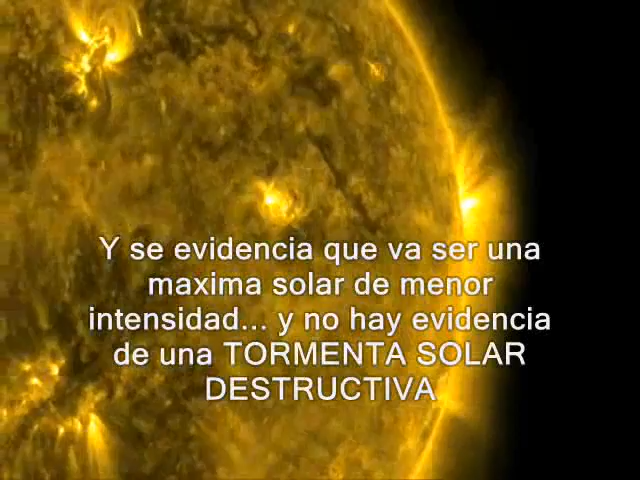 Y se evidencia que va ser una
maxima solar de menor
intensidad... y no hay evidencia
de una TORMENTA SOLAR
DESTRUCTIVA